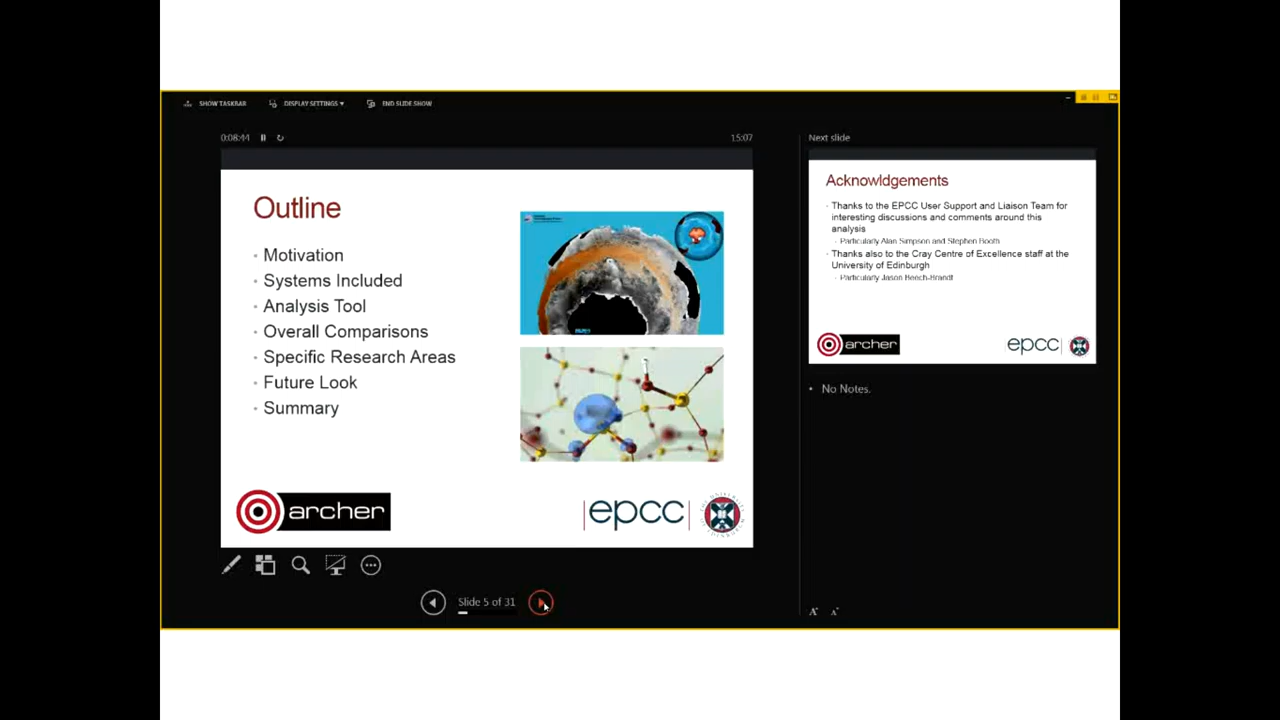 SHOW TASKBAR
DISPLAY SETTINGS ▾
END SLIDE SHOW
0:08:44
15:07
Outline
• Motivation
• Systems Included
• Analysis Tool
• Overall Comparisons
• Specific Research Areas
• Future Look
• Summary
archer
epcc
Slide 5 of 31
Next slide
Acknowldgements
• Thanks to the EPCC User Support and Liaison Team for
interesting discussions and comments around this
analysis
• Particularly Alan Simpson and Stephen Booth
• Thanks also to the Cray Centre of Excellence staff at the
University of Edinburgh
• Particularly Jason Beech-Brandt
archer
epcc
• No Notes.
A A